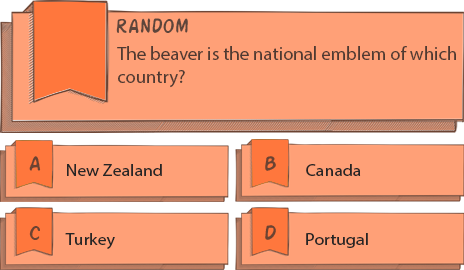 RANDOM
The beaver is the national emblem of which
country?
A New Zealand
B Canada
C Turkey
D Portugal